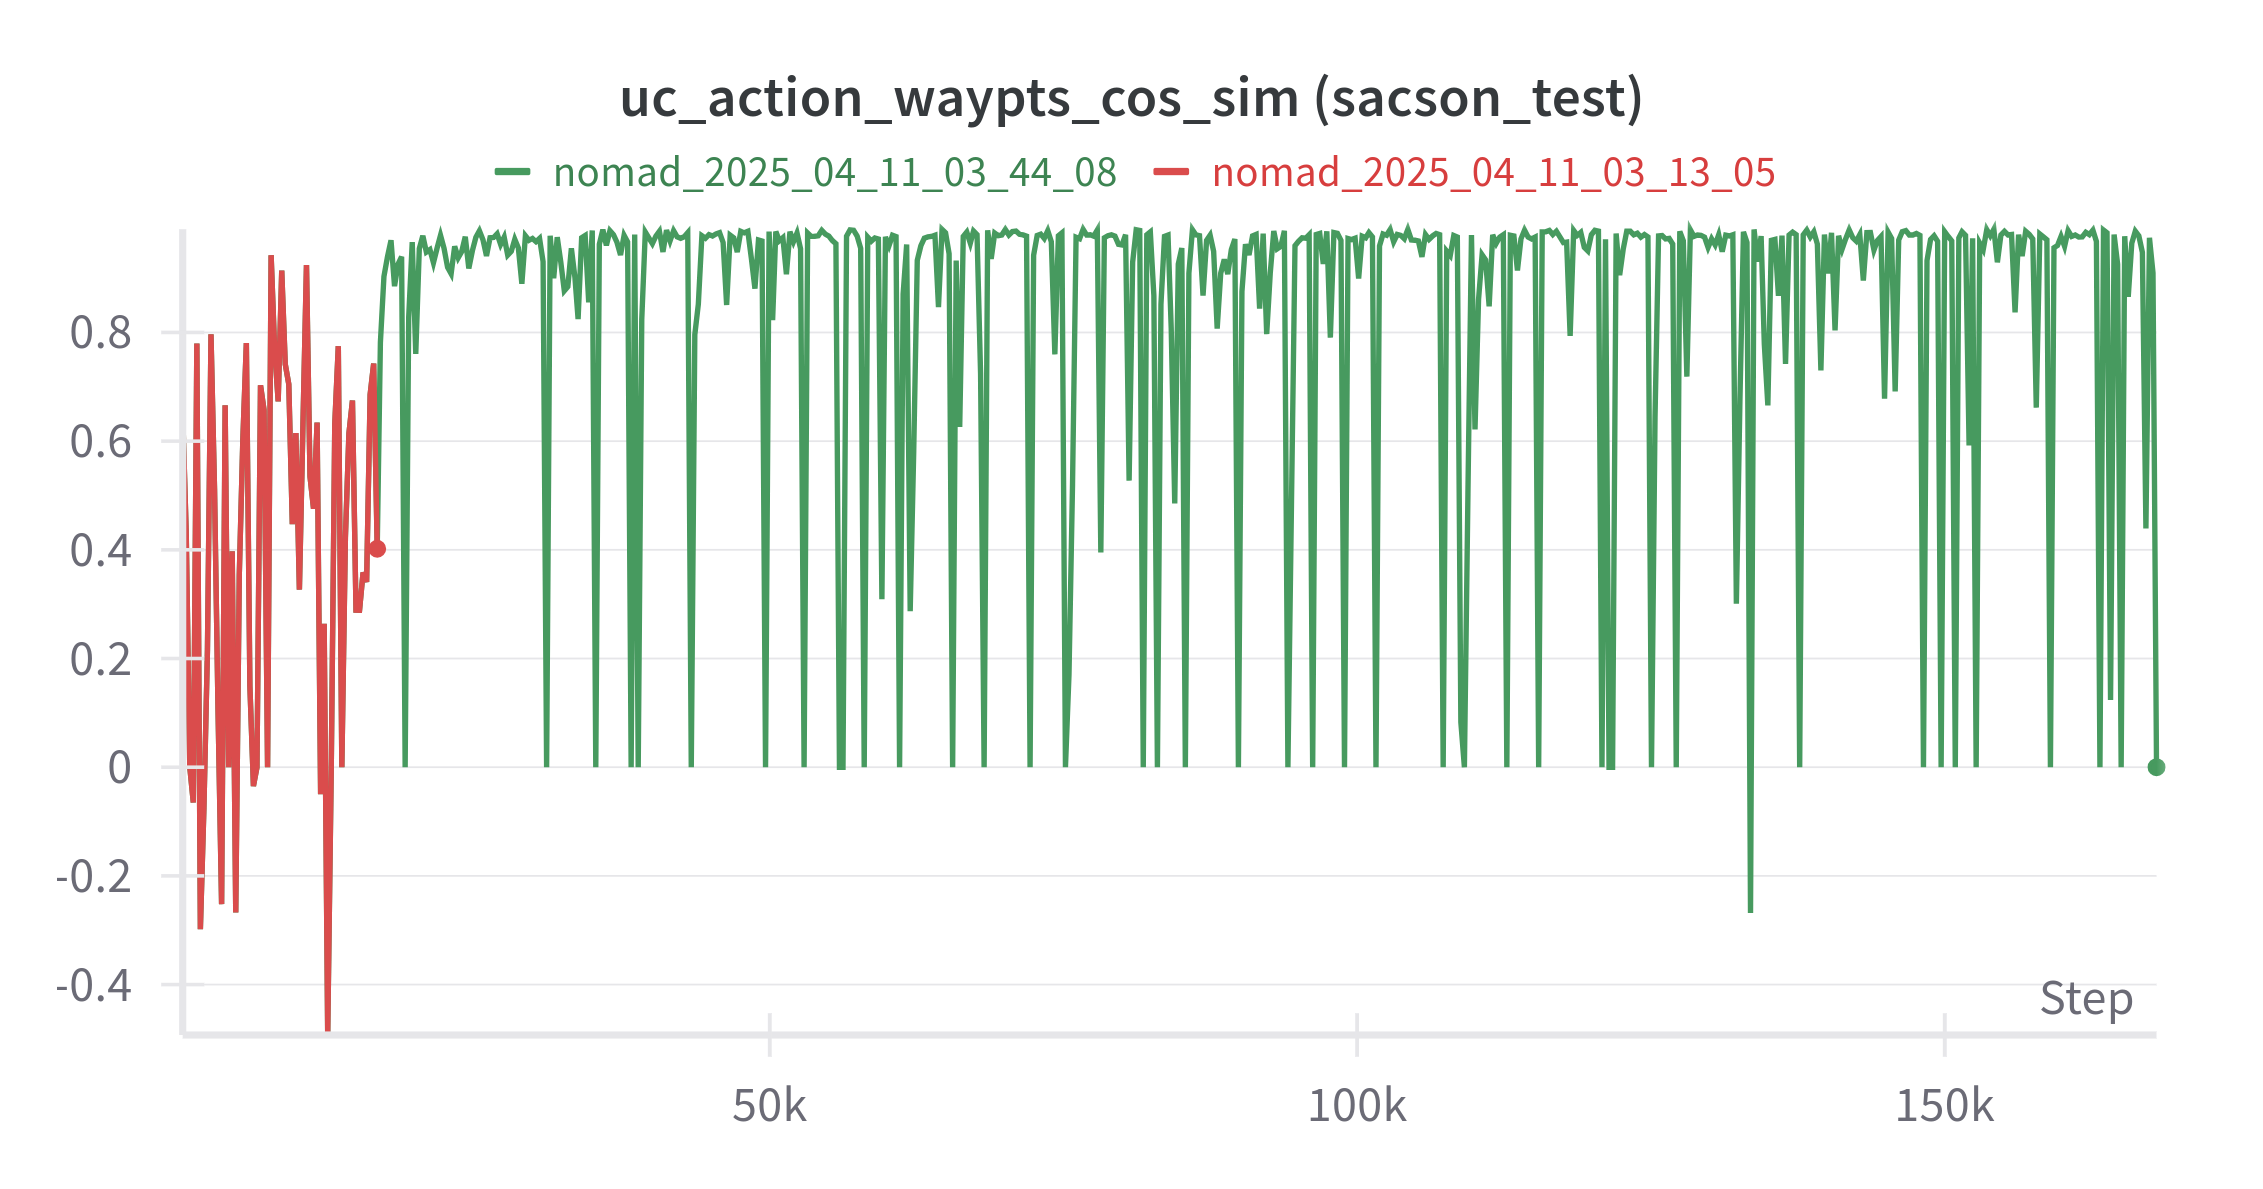 uc_action_waypts_cos_sim (sacson_test)
nomad_2025_04_11_03_44_08 nomad_2025_04_11_03_13_05
0.8
0.6
0.4
0.2
0
-0.2
-0.4
Step
50k 100k 150k